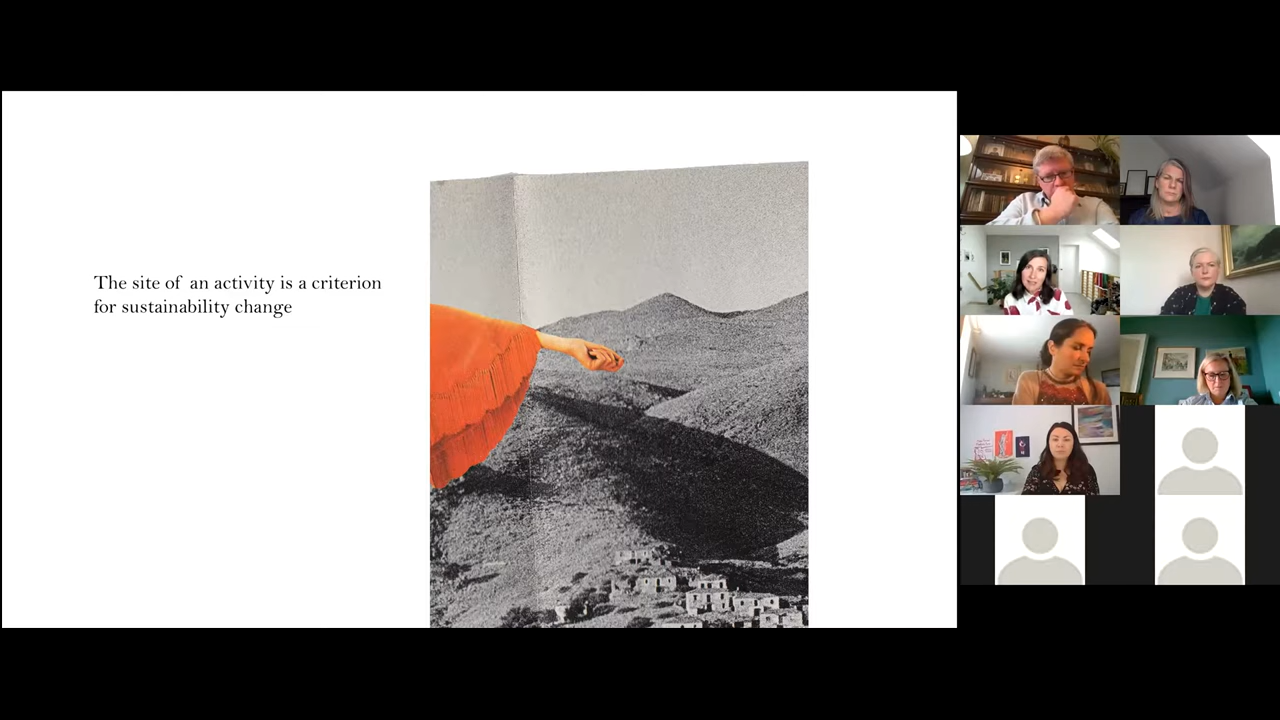 The site of an activity is a criterion
for sustainability change